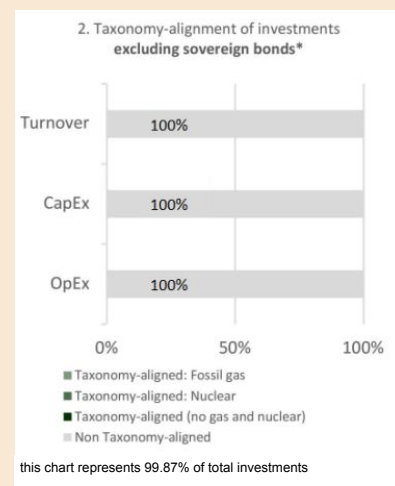 2. Taxonomy-alignment of investments
excluding sovereign bonds*
Turnover 100%
CapEx 100%
OpEx 100%
0% 50% 100%
Taxonomy-aligned: Fossil gas
Taxonomy-aligned: Nuclear
Taxonomy-aligned (no gas and nuclear)
Non Taxonomy-aligned
this chart represents 99.87% of total investments